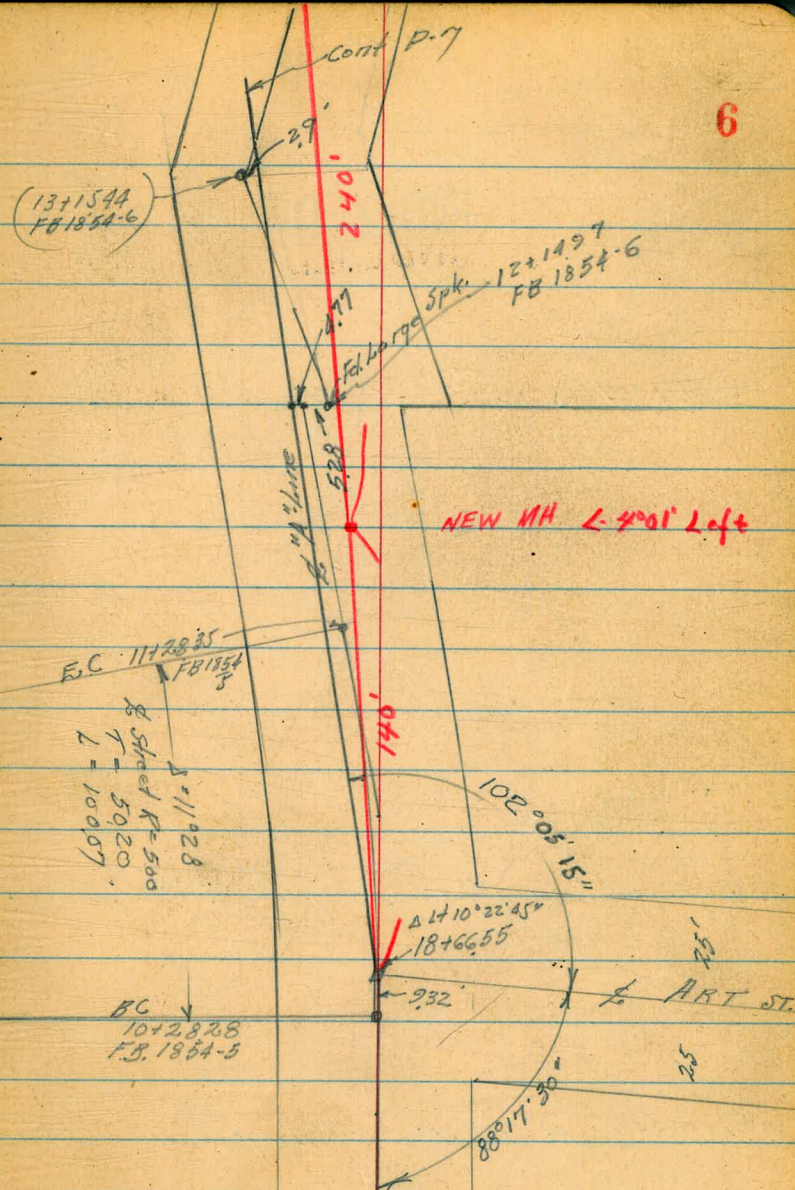 Cont P-7
6
2.9'
240'
(13+15.44
FB 1854-6)
12+14.97
FB 1854-6
4.77
Fd. Large Spk.
5.28
NEW MH ∠ 4°01' Left
E.C 11+28.35
FB 1854
5
140'
Δ=11°28
℄ Street R=500
T= 50.20
L= 100.07
102°05'15"
Δ Lt 10°22'45"
18+66.55
25'
9.32'
℄ ART ST.
BC
10+28.28
F.B. 1854-5
25
88°17'30"